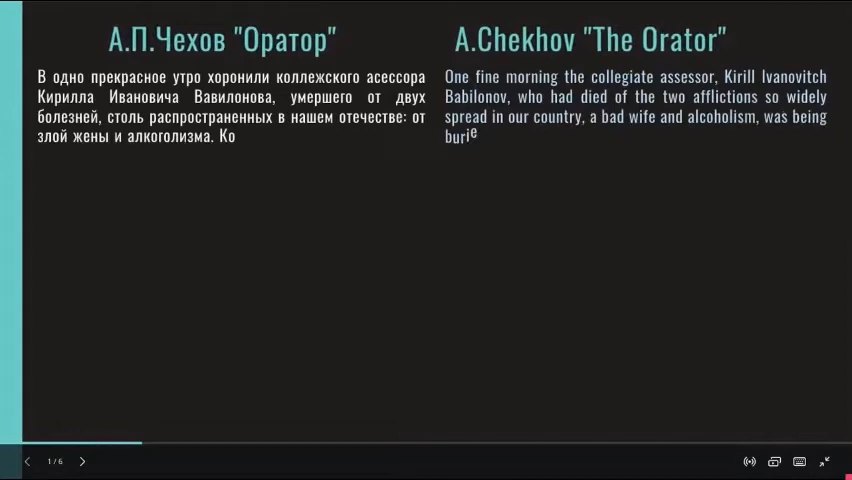 А.П.Чехов "Оратор"
В одно прекрасное утро хоронили коллежского асессора
Кирилла Ивановича Вавилонова, умершего от двух
болезней, столь распространенных в нашем отечестве: от
злой жены и алкоголизма. Ко
A.Chekhov "The Orator"
One fine morning the collegiate assessor, Kirill Ivanovitch
Babilonov, who had died of the two afflictions so widely
spread in our country, a bad wife and alcoholism, was being
burie
1 / 6